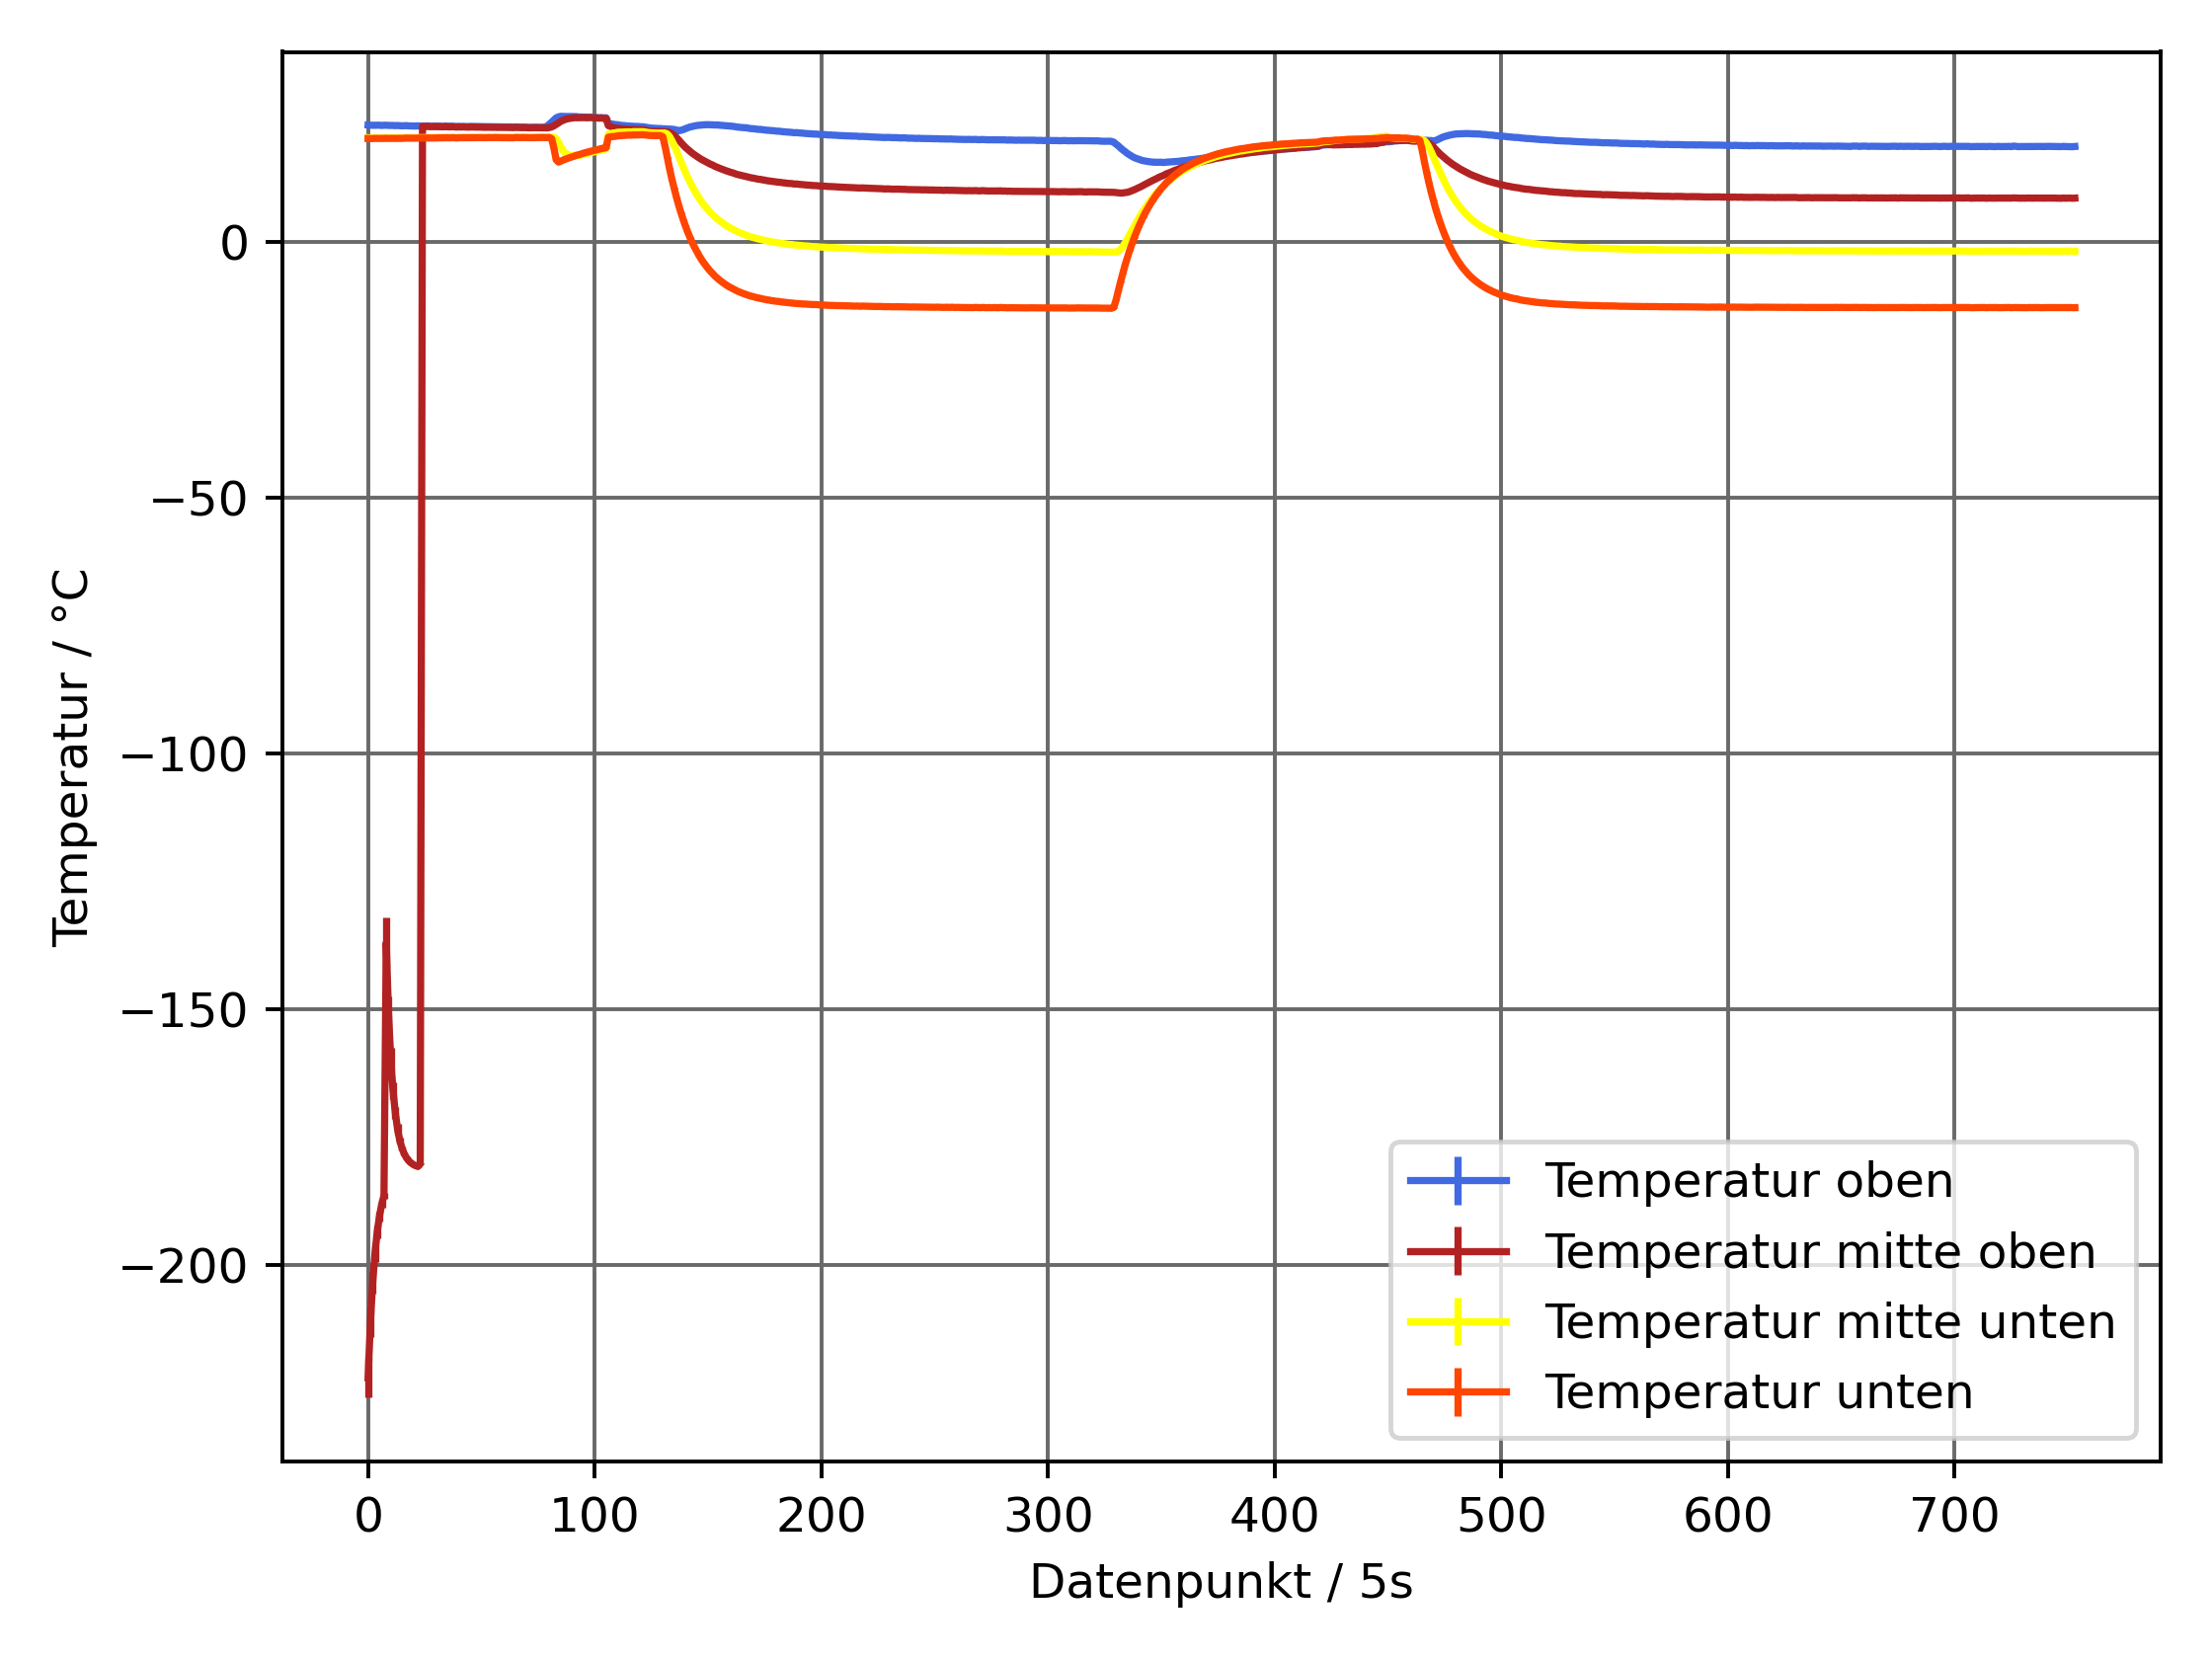 0
−50
−100
−150
−200
Temperatur / °C
0 100 200 300 400 500 600 700
Datenpunkt / 5s
Temperatur oben
Temperatur mitte oben
Temperatur mitte unten
Temperatur unten